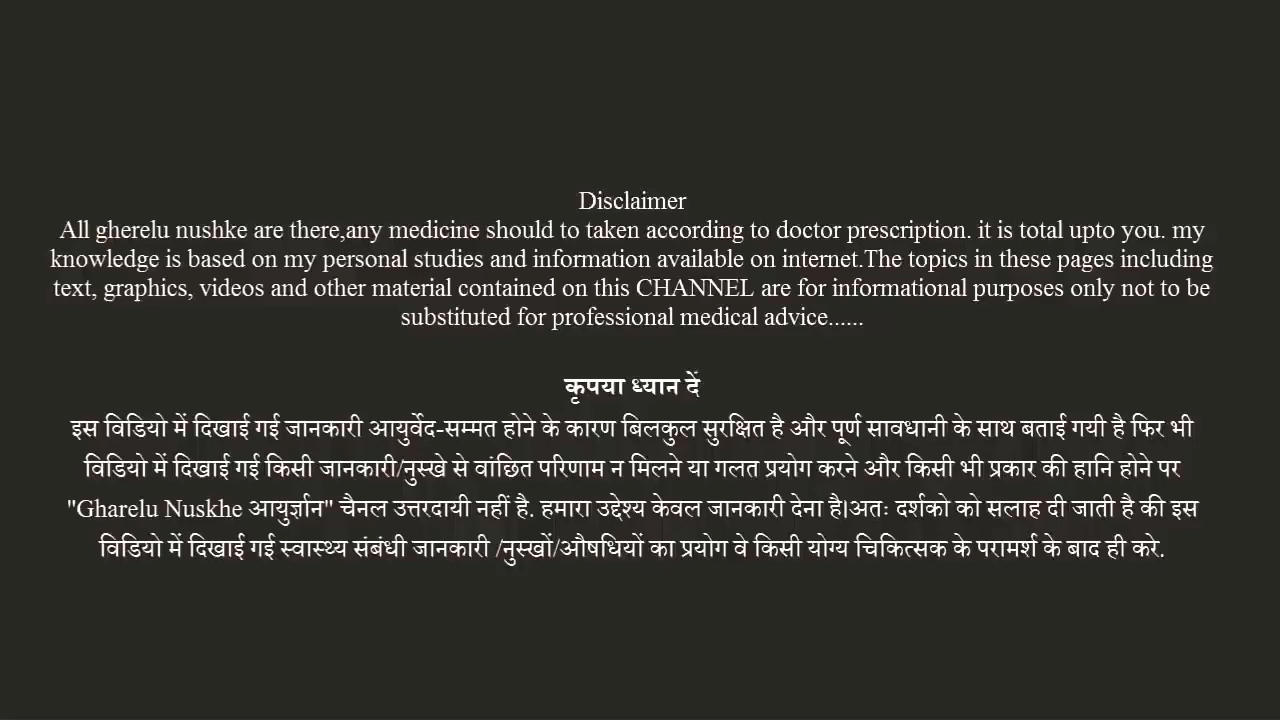 Disclaimer
All gherelu nushke are there,any medicine should to taken according to doctor prescription. it is total upto you. my
knowledge is based on my personal studies and information available on internet.The topics in these pages including
text, graphics, videos and other material contained on this CHANNEL are for informational purposes only not to be
substituted for professional medical advice......
कृपया ध्यान दें
इस विडियो में दिखाई गई जानकारी आयुर्वेद-सम्मत होने के कारण बिलकुल सुरक्षित है और पूर्ण सावधानी के साथ बताई गयी है फिर भी
विडियो में दिखाई गई किसी जानकारी/नुस्खे से वांछित परिणाम न मिलने या गलत प्रयोग करने और किसी भी प्रकार की हानि होने पर
"Gharelu Nuskhe आयुर्ज्ञान" चैनल उत्तरदायी नहीं है. हमारा उद्देश्य केवल जानकारी देना है।अतः दर्शको को सलाह दी जाती है की इस
विडियो में दिखाई गई स्वास्थ्य संबंधी जानकारी /नुस्खों/औषधियों का प्रयोग वे किसी योग्य चिकित्सक के परामर्श के बाद ही करे.